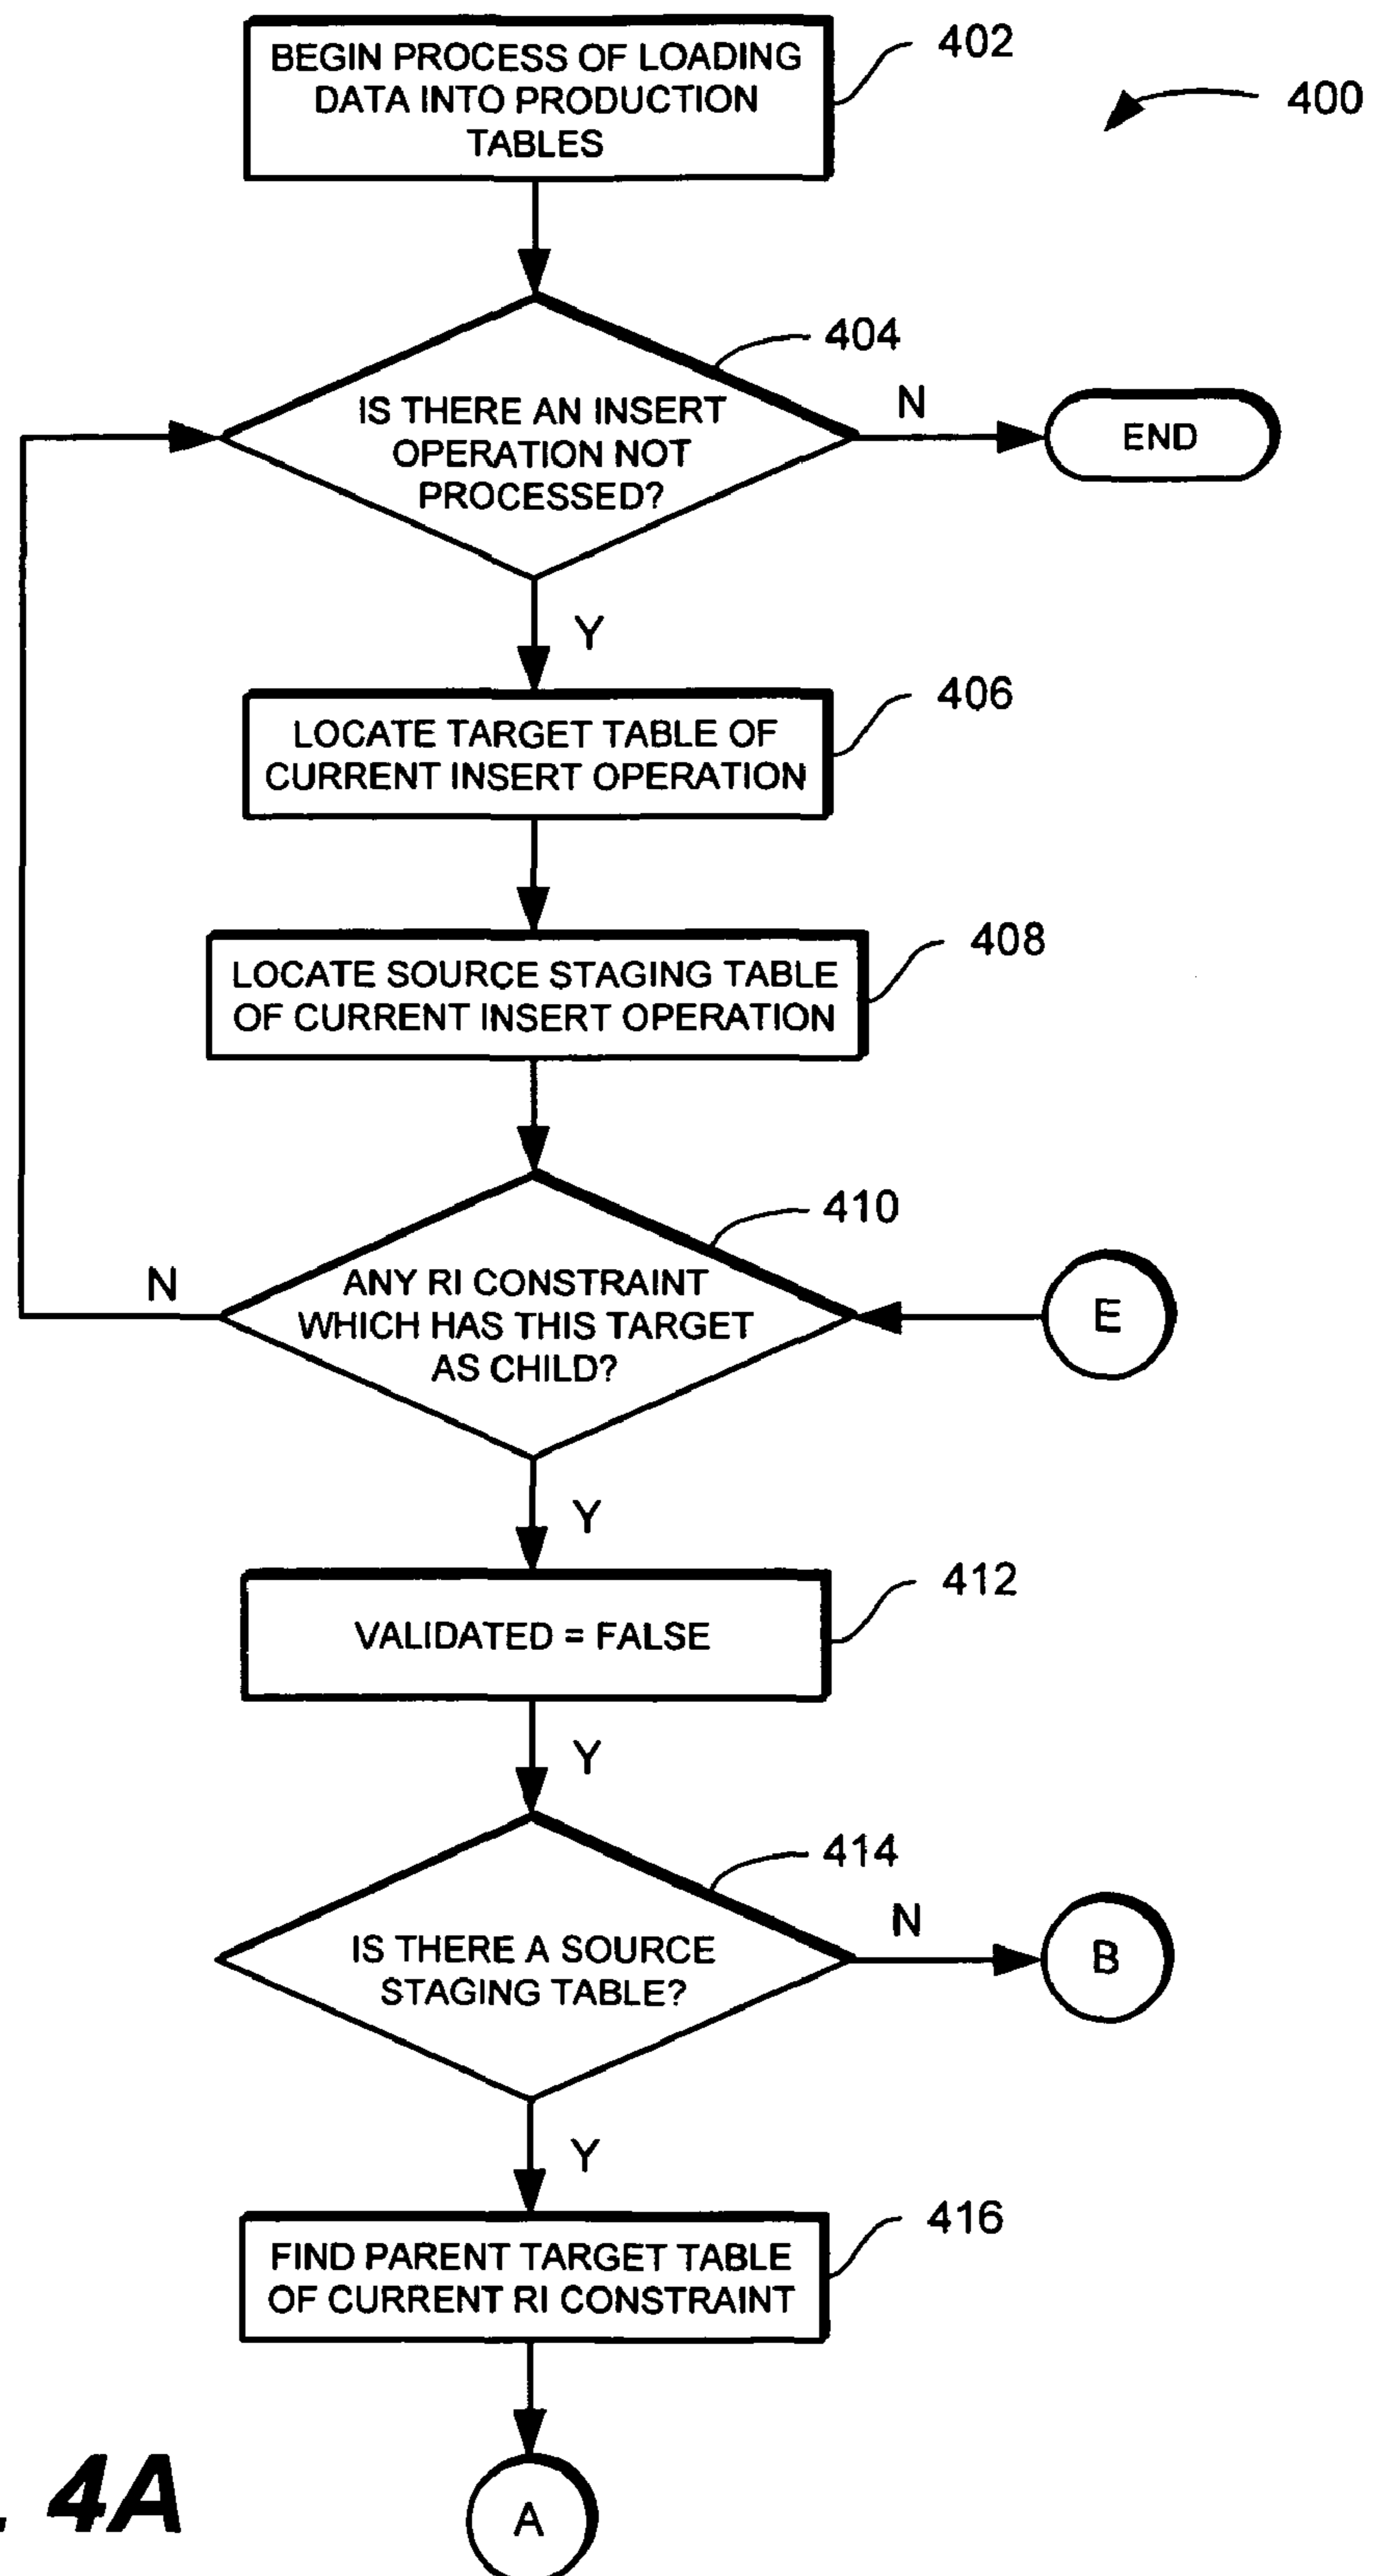 BEGIN PROCESS OF LOADING
DATA INTO PRODUCTION
TABLES
402
400
404
IS THERE AN INSERT
OPERATION NOT
PROCESSED?
N
END
Y
406
LOCATE TARGET TABLE OF
CURRENT INSERT OPERATION
408
LOCATE SOURCE STAGING TABLE
OF CURRENT INSERT OPERATION
410
N
ANY RI CONSTRAINT
WHICH HAS THIS TARGET
AS CHILD?
E
Y
412
VALIDATED = FALSE
Y
414
IS THERE A SOURCE
STAGING TABLE?
N
B
Y
416
FIND PARENT TARGET TABLE
OF CURRENT RI CONSTRAINT
. 4A
A